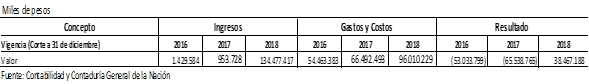 Miles de pesos
Concepto Ingresos Gastos y Costos Resultado
Vigencia (Corte a 31 de diciembre) 2016 2017 2018 2016 2017 2018 2016 2017 2018
Valor 1.429.584 953.728 134.477.417 54.463.383 66.492.493 96.010.229 (53.033.799) (65.538.765) 38.467.188
Fuente: Contabilidad y Contaduría General de la Nación